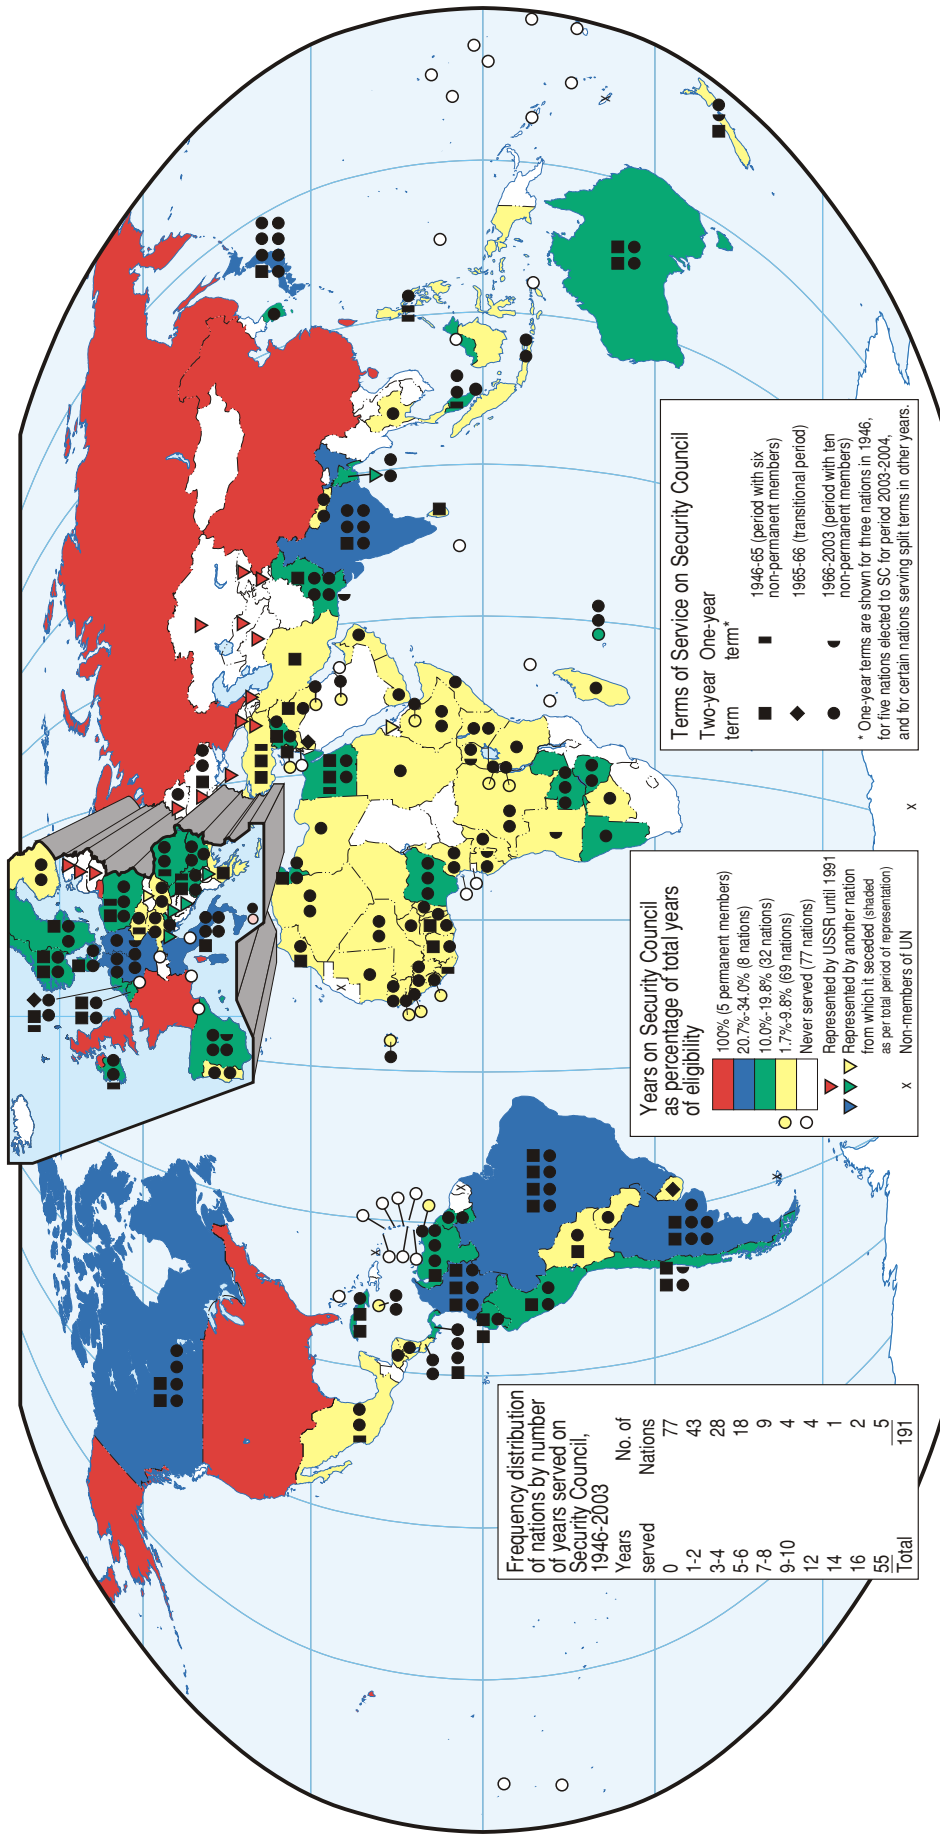 Frequency distribution
of nations by number
of years served on
Security Council,
1946-2003
Years No. of
served Nations
0 77
1-2 43
3-4 28
5-6 18
7-8 9
9-10 4
12 4
14 1
16 2
55 5
Total 191
Years on Security Council
as percentage of total years
of eligibility
100% (5 permanent members)
20.7%-34.0% (8 nations)
10.0%-19.8% (32 nations)
1.7%-9.8% (69 nations)
Never served (77 nations)
Represented by USSR until 1991
Represented by another nation
from which it seceded (shaded
as per total period of representation)
x Non-members of UN
Terms of Service on Security Council
Two-year One-year
term term*
1946-65 (period with six
non-permanent members)
1965-66 (transitional period)
1966-2003 (period with ten
non-permanent members)
* One-year terms are shown for three nations in 1946,
for five nations elected to SC for period 2003-2004,
and for certain nations serving split terms in other years.
x
x
x
x
x
x